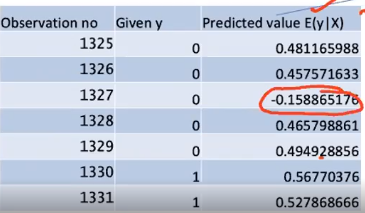 Observation no Given y Predicted value E(y|X)
1325 0 0.481165988
1326 0 0.457571633
1327 0 -0.158865176
1328 0 0.465798861
1329 0 0.494928856
1330 1 0.56770376
1331 1 0.527868666